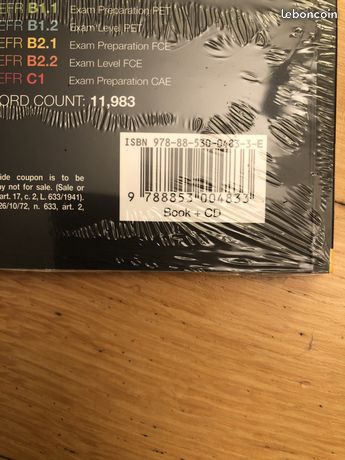 leboncoin
EFR B1.1 Exam Preparation PET
EFR B1.2 Exam Level PET
EFR B2.1 Exam Preparation FCE
EFR B2.2 Exam Level FCE
EFR C1 Exam Preparation CAE
ORD COUNT: 11,983
ISBN 978-88-530-0483-3-E
9 788853 004833
Book + CD
ide coupon is to be
ay not for sale. (Sale or
art. 17, c. 2, L. 633/1941).
26/10/72, n. 633, art. 2,